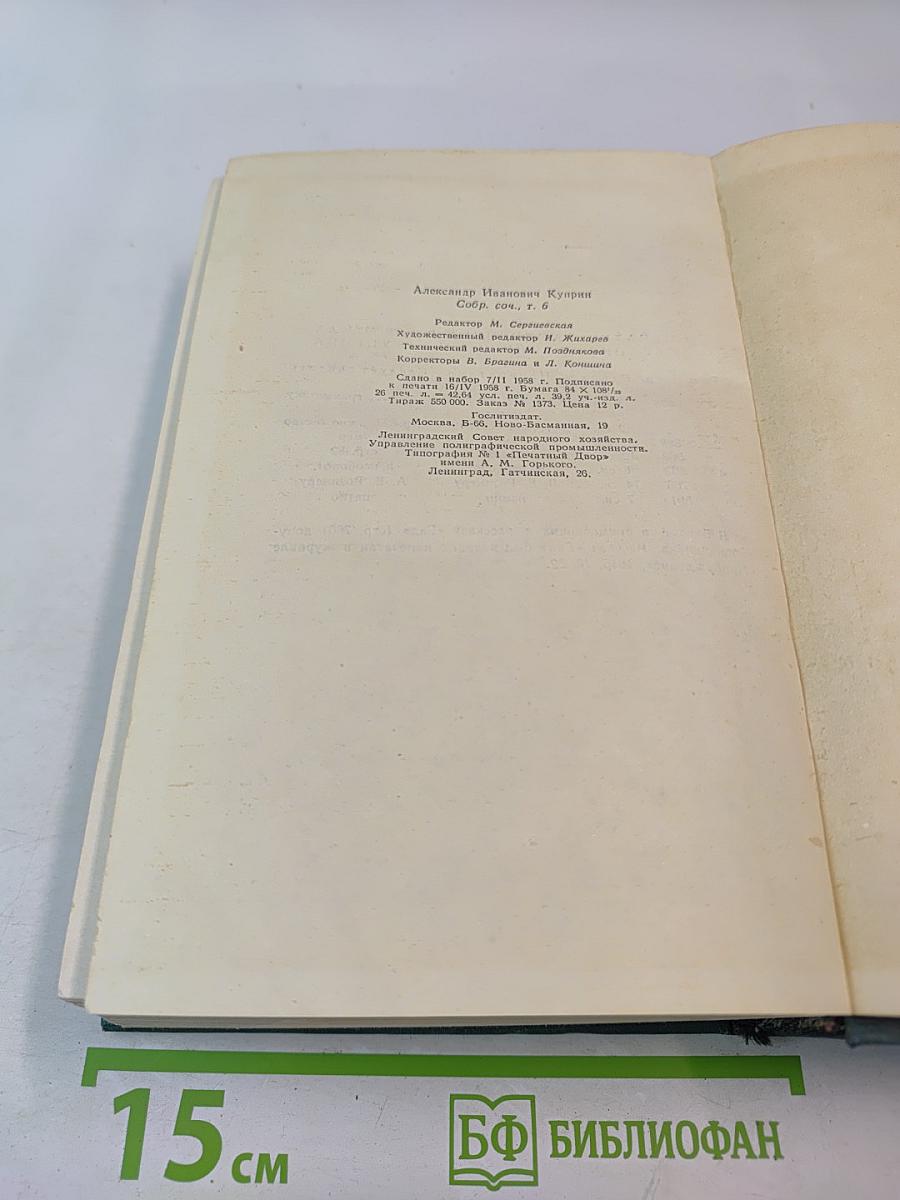 Александр Иванович Куприн
Собр. соч., т. 6
Редактор М. Сергиевская
Художественный редактор И. Жихарев
Технический редактор М. Позднякова
Корректоры В. Брагина и Л. Коншина
Сдано в набор 7/II 1958 г. Подписано
к печати 16/IV 1958 г. Бумага 84 × 108¹/₃₂
26 печ. л. = 42,64 усл. печ. л. 39,2 уч.-изд. л.
Тираж 550 000. Заказ № 1373. Цена 12 р.
Гослитиздат.
Москва, Б-66, Ново-Басманная, 19
Ленинградский Совет народного хозяйства.
Управление полиграфической промышленности.
Типография № 1 «Печатный Двор»
имени А. М. Горького.
Ленинград, Гатчинская, 26.
15 см
БФ БИБЛИОФАН